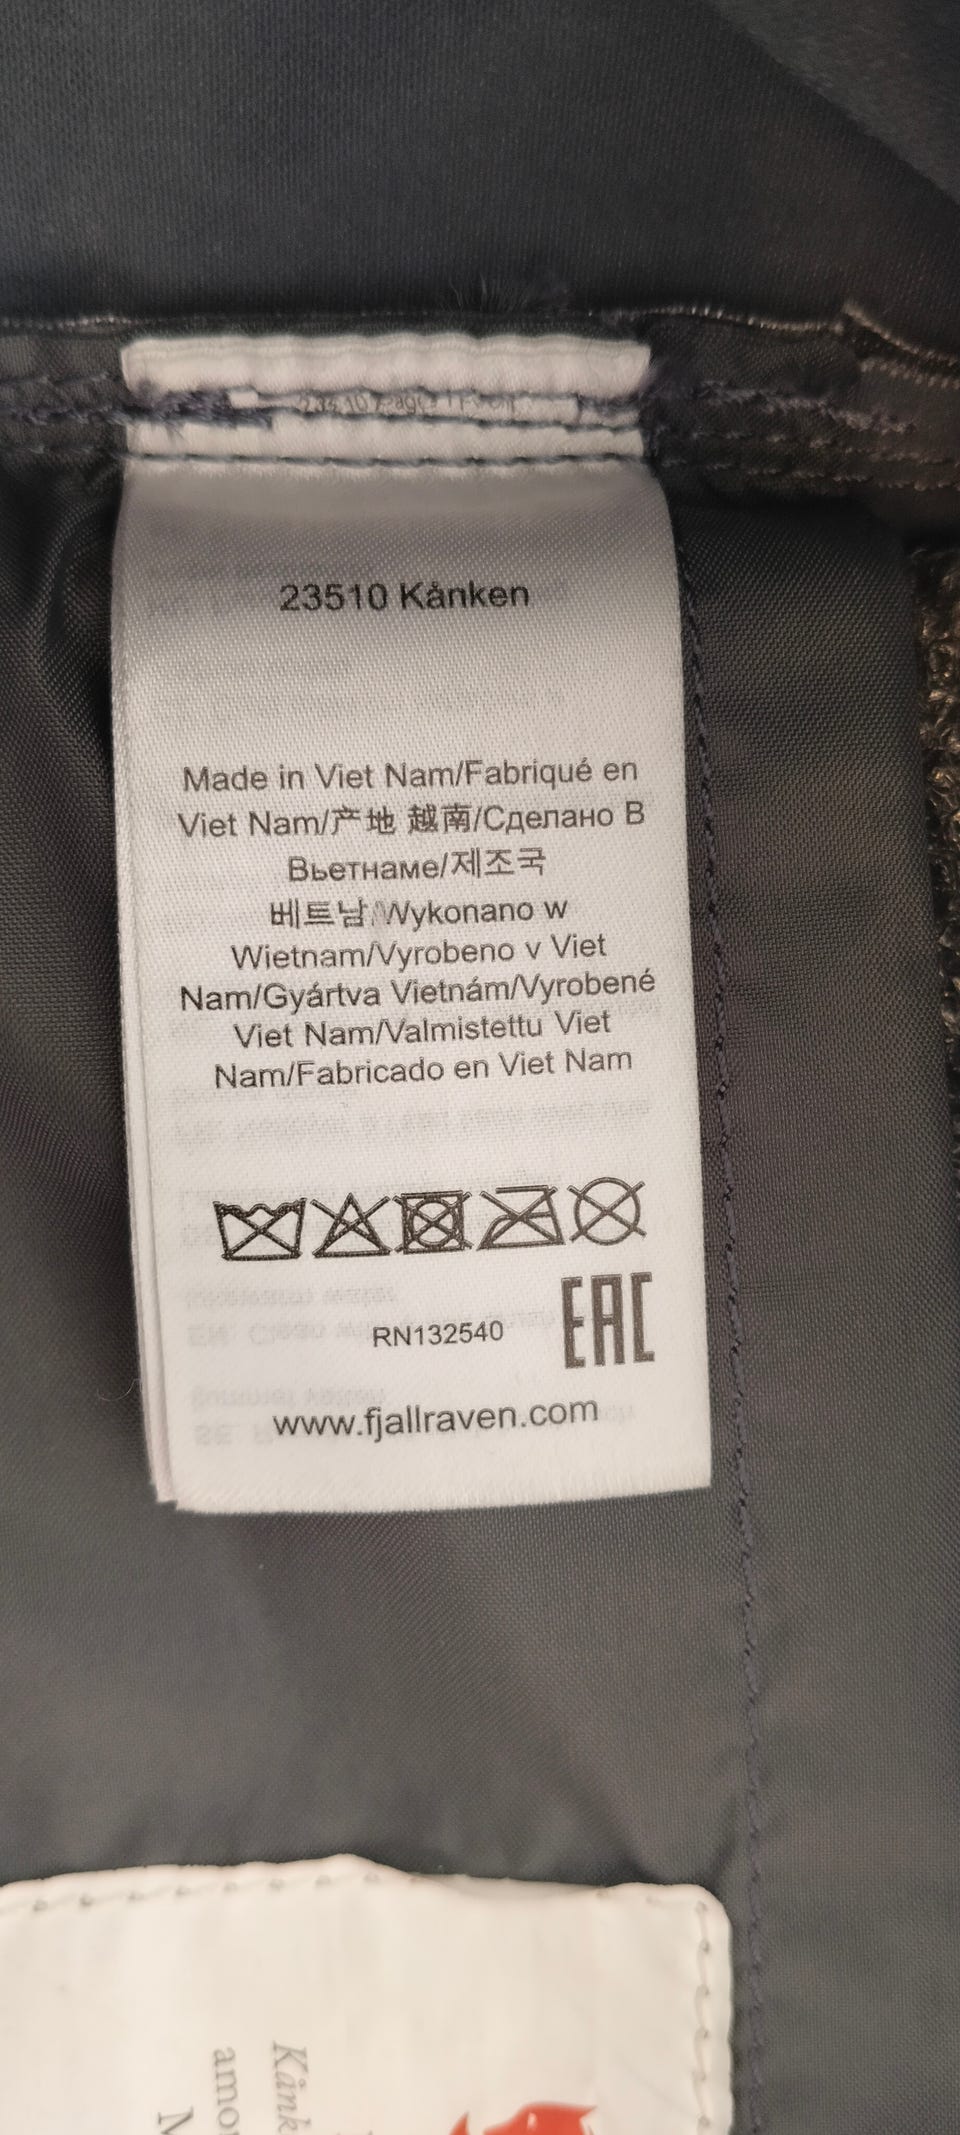 23510 Kånken
Made in Viet Nam/Fabriqué en
Viet Nam/产地 越南/Сделано В
Вьетнаме/제조국
베트남/Wykonano w
Wietnam/Vyrobeno v Viet
Nam/Gyártva Vietnám/Vyrobené
Viet Nam/Valmistettu Viet
Nam/Fabricado en Viet Nam
EAC
RN132540
www.fjallraven.com